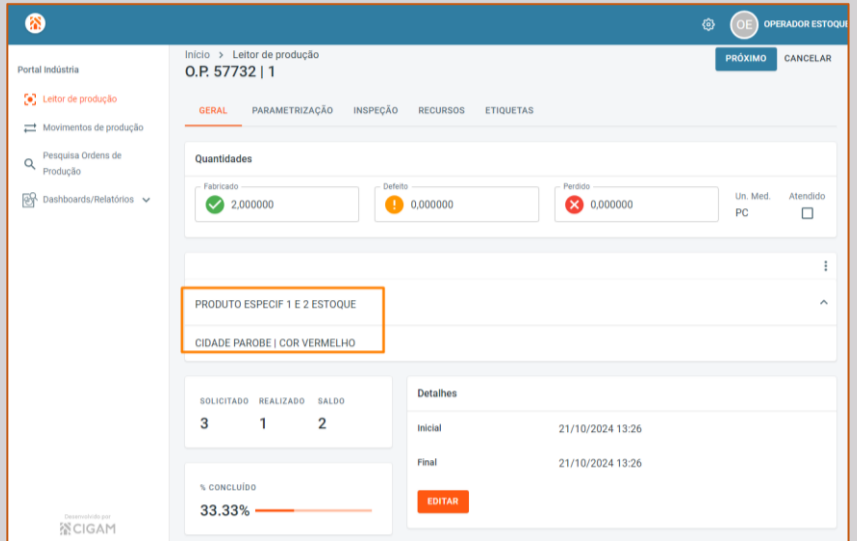 OE OPERADOR ESTOQUE
Portal Indústria
Leitor de produção
Movimentos de produção
Pesquisa Ordens de
Produção
Dashboards/Relatórios
Desenvolvido por
CIGAM
Início > Leitor de produção
O.P. 57732 | 1
PRÓXIMO CANCELAR
GERAL PARAMETRIZAÇÃO INSPEÇÃO RECURSOS ETIQUETAS
Quantidades
Fabricado Defeito Perdido Un. Med. Atendido
2,000000 0,000000 0,000000 PC
PRODUTO ESPECIF 1 E 2 ESTOQUE
CIDADE PAROBE | COR VERMELHO
SOLICITADO REALIZADO SALDO
3 1 2
% CONCLUÍDO
33.33%
Detalhes
Inicial 21/10/2024 13:26
Final 21/10/2024 13:26
EDITAR